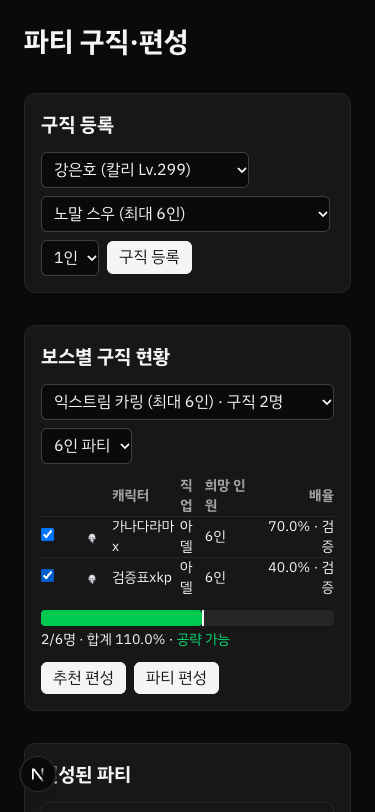 파티 구직·편성
구직 등록
강은호 (칼리 Lv.299)
노말 스우 (최대 6인)
1인 구직 등록
보스별 구직 현황
익스트림 카링 (최대 6인) · 구직 2명
6인 파티
캐릭터 직업 희망 인원 배율
가나다라마x 아델 6인 70.0% · 검증
검증표xkp 아델 6인 40.0% · 검증
2/6명 · 합계 110.0% · 공략 가능
추천 편성 파티 편성
N 성된 파티